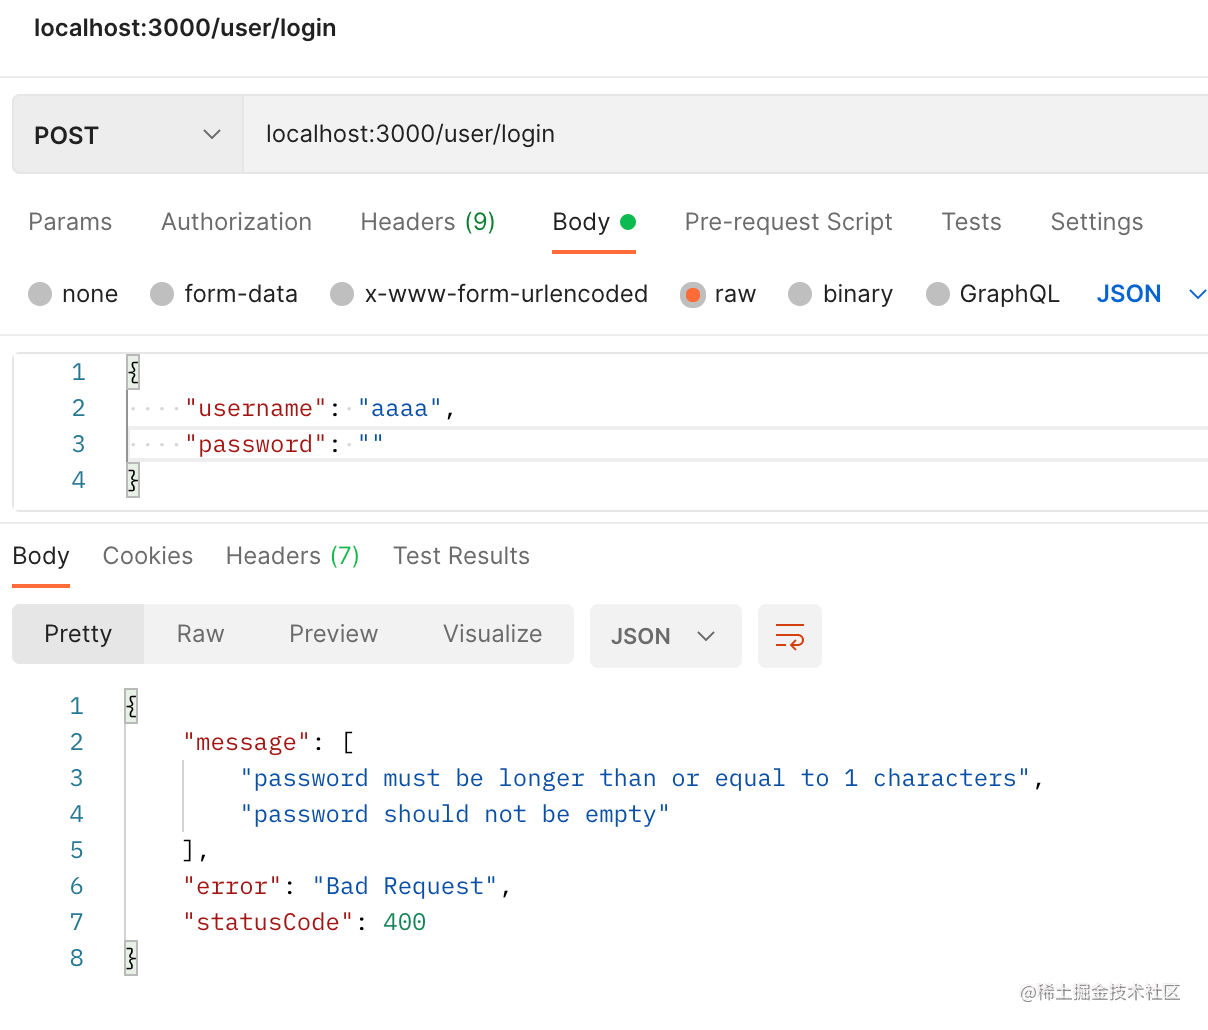 localhost:3000/user/login
POST localhost:3000/user/login
Params Authorization Headers (9) Body Pre-request Script Tests Settings
none form-data x-www-form-urlencoded raw binary GraphQL JSON
1 {
2 "username": "aaaa",
3 "password": ""
4 }
Body Cookies Headers (7) Test Results
Pretty Raw Preview Visualize JSON
1 {
2 "message": [
3 "password must be longer than or equal to 1 characters",
4 "password should not be empty"
5 ],
6 "error": "Bad Request",
7 "statusCode": 400
8 }
@稀土掘金技术社区